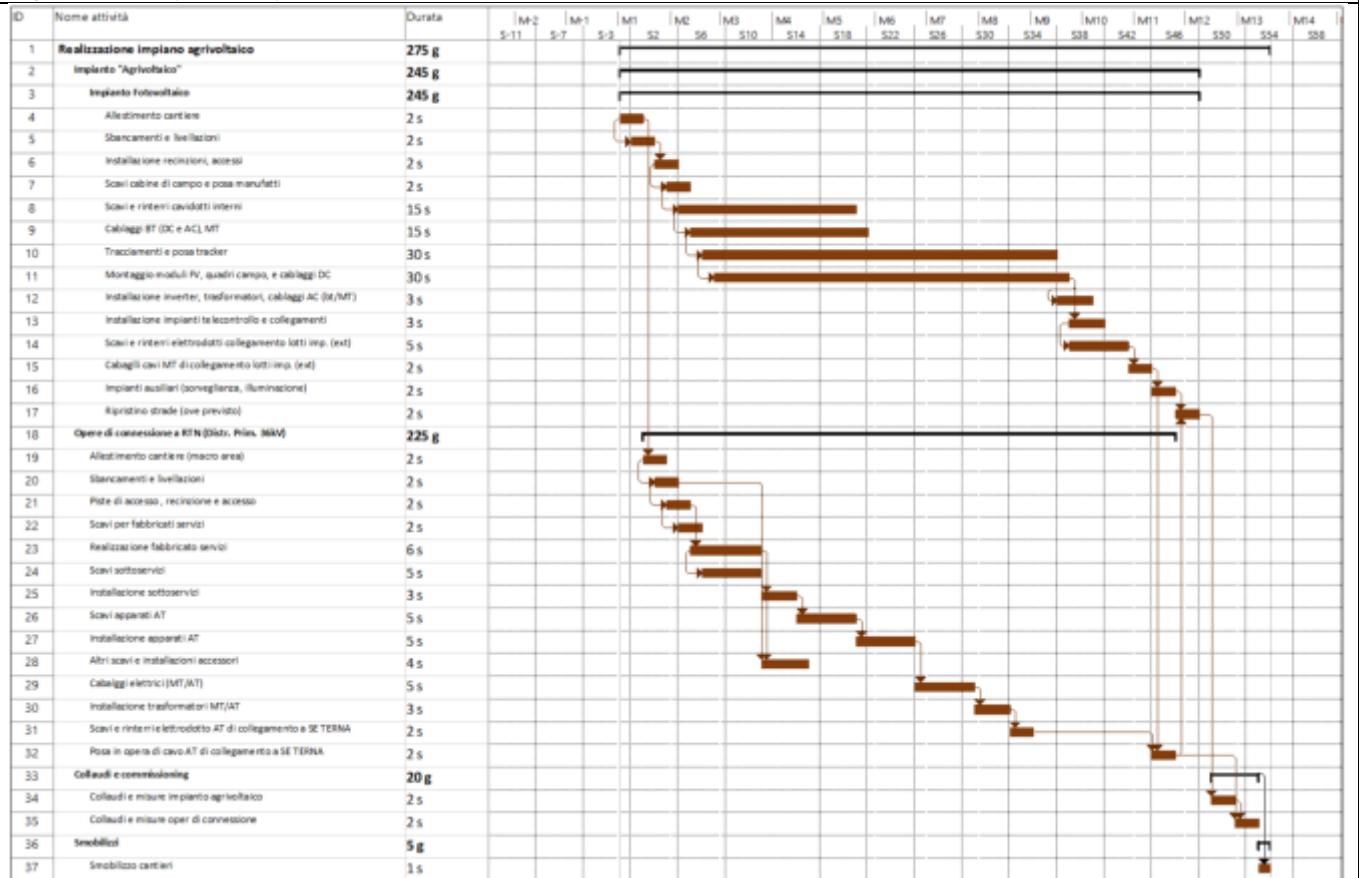 ID Nome attività Durata M-2 M-1 M1 M2 M3 M4 M5 M6 M7 M8 M9 M10 M11 M12 M13 M14
S-11 S-7 S-3 S2 S6 S10 S14 S18 S22 S26 S30 S34 S38 S42 S46 S50 S54 S58
1 Realizzazione impiano agrivoltaico 275 g
2 Impianto "Agrivoltaico" 245 g
3 Impianto Fotovoltaico 245 g
4 Allestimento cantiere 2 s
5 Sbancamenti e livellazioni 2 s
6 Installazione recinzioni, accessi 2 s
7 Scavi cabine di campo e posa manufatti 2 s
8 Scavi e rinterri cavidotti interni 15 s
9 Cablaggi BT (DC e AC), MT 15 s
10 Tracciamenti e posa tracker 30 s
11 Montaggio moduli PV, quadri campo, e cablaggi DC 30 s
12 Installazione inverter, trasformatori, cablaggi AC (bt/MT) 3 s
13 Installazione impianti telecontrollo e collegamenti 3 s
14 Scavi e rinterri elettrodotti collegamento lotti imp. (ext) 5 s
15 Cabaglli cavi MT di collegamento lotti imp. (ext) 2 s
16 Impianti ausiliari (sorveglianza, illuminazione) 2 s
17 Ripristino strade (ove previsto) 2 s
18 Opere di connessione a RTN (Distr. Prim. 36kV) 225 g
19 Allestimento cantiere (macro area) 2 s
20 Sbancamenti e livellazioni 2 s
21 Piste di accesso , recinzione e accesso 2 s
22 Scavi per fabbricati servizi 2 s
23 Realizzazione fabbricato servizi 6 s
24 Scavi sottoservizi 5 s
25 Installazione sottoservizi 3 s
26 Scavi apparati AT 5 s
27 Installazione apparati AT 5 s
28 Altri scavi e installazioni accessori 4 s
29 Cabalggi elettrici (MT/AT) 5 s
30 Installazione trasformatori MT/AT 3 s
31 Scavi e rinterri elettrodotto AT di collegamento a SE TERNA 2 s
32 Posa in opera di cavo AT di collegamento a SE TERNA 2 s
33 Collaudi e commissioning 20 g
34 Collaudi e misure impianto agrivoltaico 2 s
35 Collaudi e misure oper di connessione 2 s
36 Smobilizzi 5 g
37 Smobilizzo cantieri 1 s